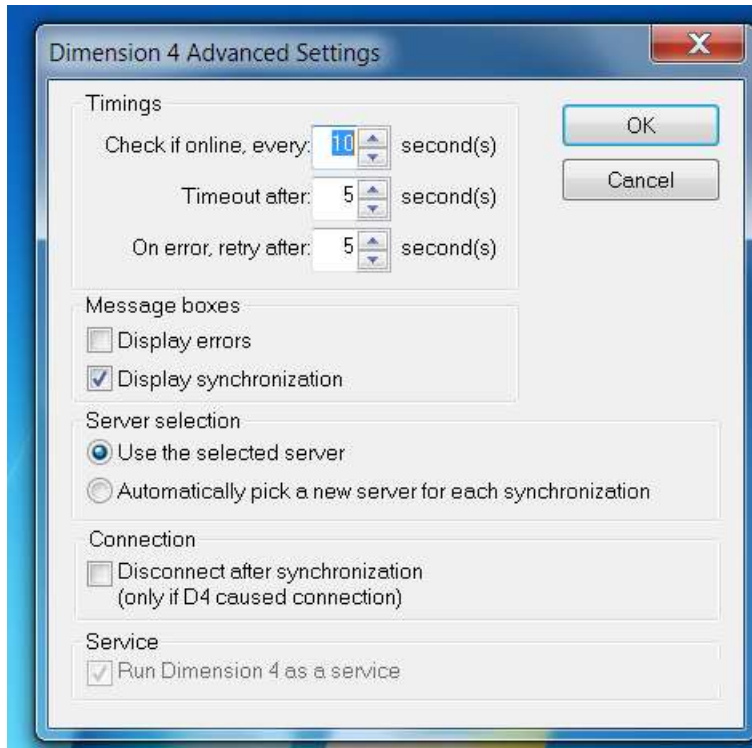 Dimension 4 Advanced Settings
X
Timings
Check if online, every: 10 second(s)
OK
Timeout after: 5 second(s)
Cancel
On error, retry after: 5 second(s)
Message boxes
Display errors
Display synchronization
Server selection
Use the selected server
Automatically pick a new server for each synchronization
Connection
Disconnect after synchronization
(only if D4 caused connection)
Service
Run Dimension 4 as a service